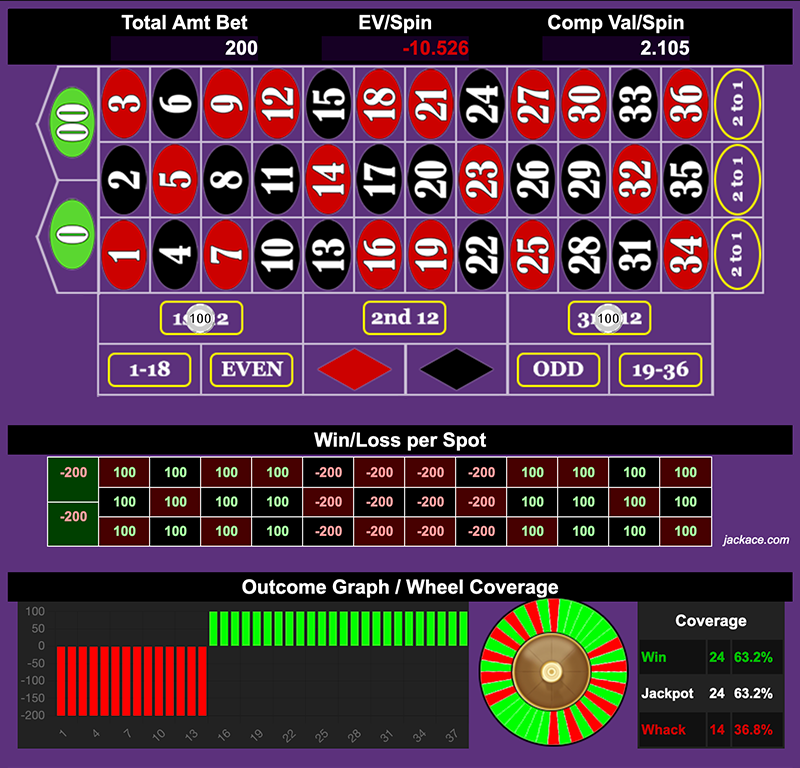 Total Amt Bet EV/Spin Comp Val/Spin
200 -10.526 2.105
00 3 6 9 12 15 18 21 24 27 30 33 36 2 to 1
2 5 8 11 14 17 20 23 26 29 32 35 2 to 1
0 1 4 7 10 13 16 19 22 25 28 31 34 2 to 1
100 2nd 12 100
1-18 EVEN ODD 19-36
Win/Loss per Spot
-200 100 100 100 100 -200 -200 -200 -200 100 100 100 100
100 100 100 100 -200 -200 -200 -200 100 100 100 100
-200 100 100 100 100 -200 -200 -200 -200 100 100 100 100
jackace.com
Outcome Graph / Wheel Coverage
100
50
0
-50
-100
-150
-200
1 4 7 10 13 16 19 22 25 28 31 34 37
Coverage
Win 24 63.2%
Jackpot 24 63.2%
Whack 14 36.8%